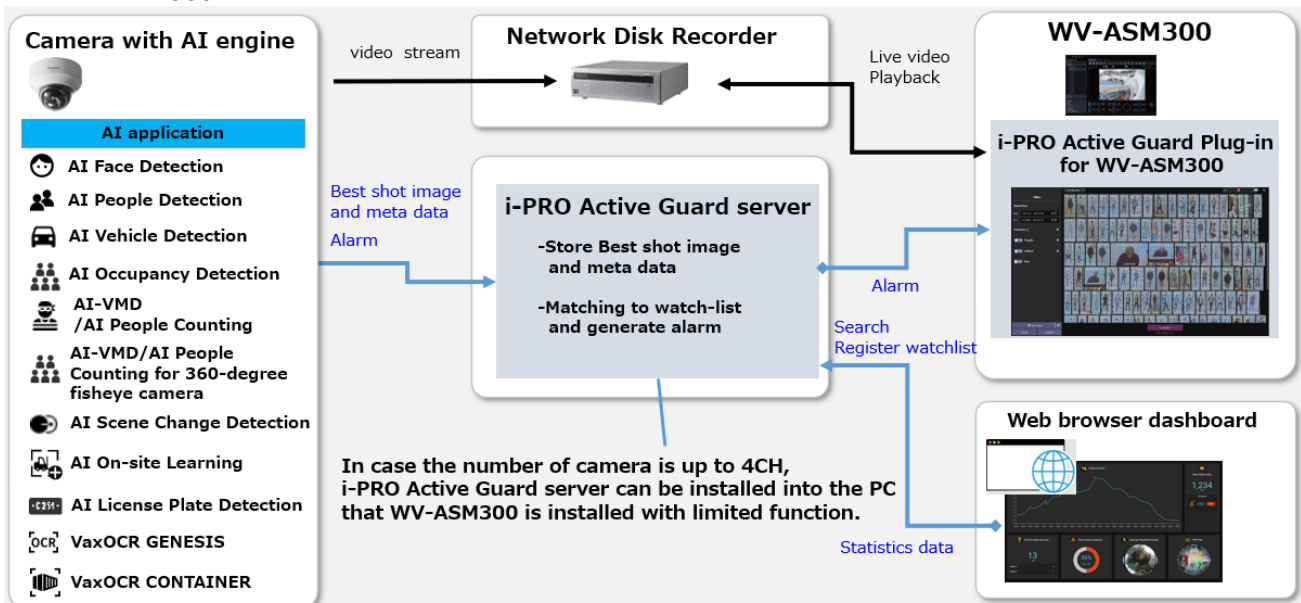 Camera with AI engine
AI application
AI Face Detection
AI People Detection
AI Vehicle Detection
AI Occupancy Detection
AI-VMD
/AI People Counting
AI-VMD/AI People
Counting for 360-degree
fisheye camera
AI Scene Change Detection
AI On-site Learning
AI License Plate Detection
OCR VaxOCR GENESIS
VaxOCR CONTAINER
video stream
Network Disk Recorder
Live video
Playback
Best shot image
and meta data
Alarm
i-PRO Active Guard server
-Store Best shot image
and meta data
-Matching to watch-list
and generate alarm
Alarm
Search
Register watchlist
In case the number of camera is up to 4CH,
i-PRO Active Guard server can be installed into the PC
that WV-ASM300 is installed with limited function.
Statistics data
WV-ASM300
i-PRO Active Guard Plug-in
for WV-ASM300
Web browser dashboard
1,234
13